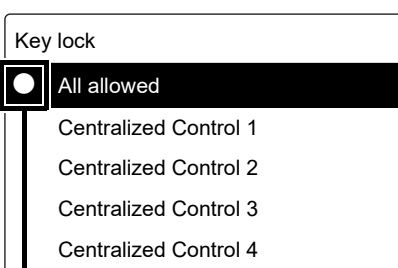 Key lock
All allowed
Centralized Control 1
Centralized Control 2
Centralized Control 3
Centralized Control 4